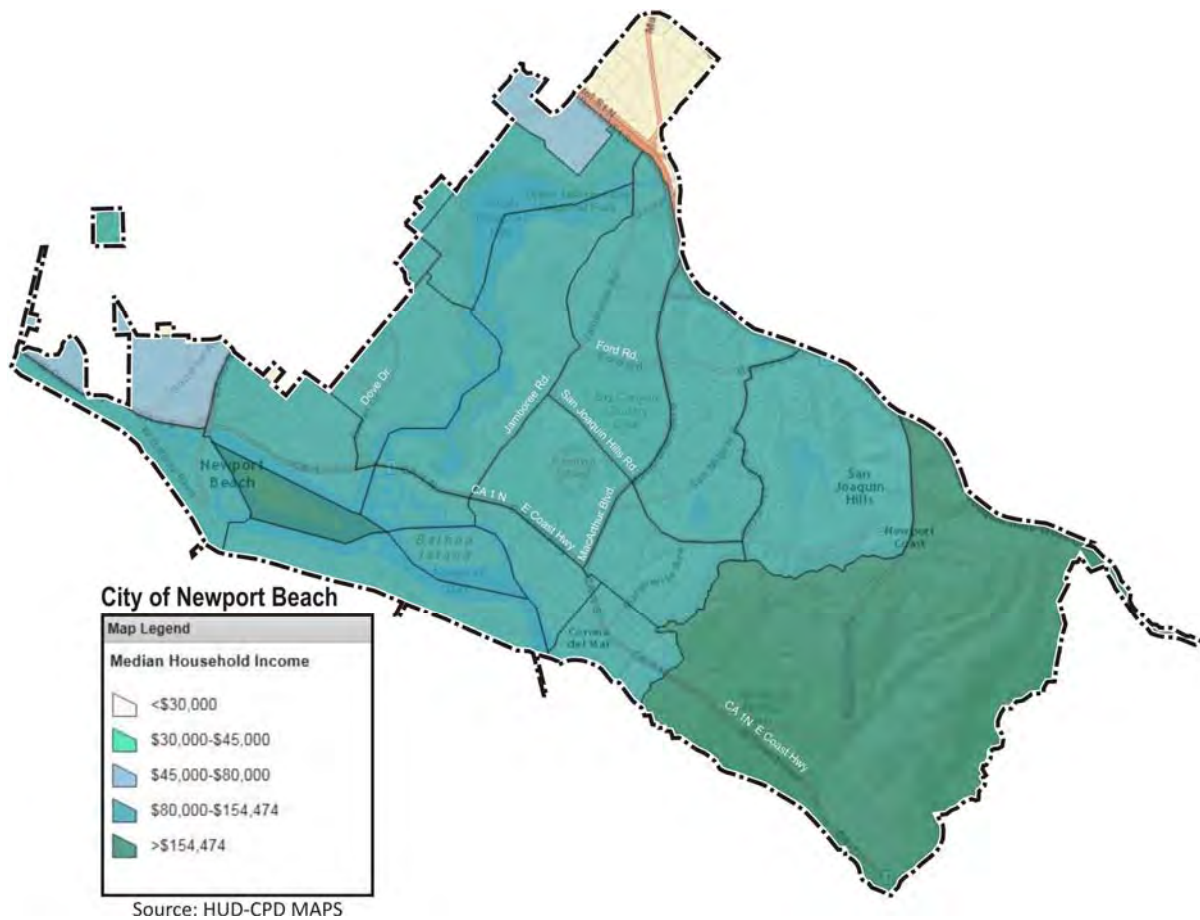 Ford Rd.
Dove Dr.
Jamboree Rd.
San Joaquin Hills Rd.
Newport
Beach
San
Joaquin
Hills
CA 1 N
E Coast Hwy
MacArthur Blvd.
Newport
Coast
Balboa
Island
Corona
del Mar
CA 1N E Coast Hwy
City of Newport Beach
Map Legend
Median Household Income
<$30,000
$30,000-$45,000
$45,000-$80,000
$80,000-$154,474
>$154,474
Source: HUD-CPD MAPS